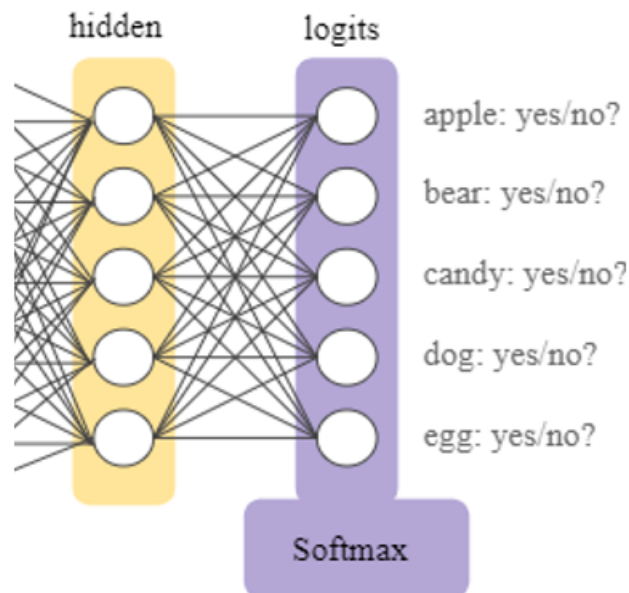 hidden
logits
apple: yes/no?
bear: yes/no?
candy: yes/no?
dog: yes/no?
egg: yes/no?
Softmax